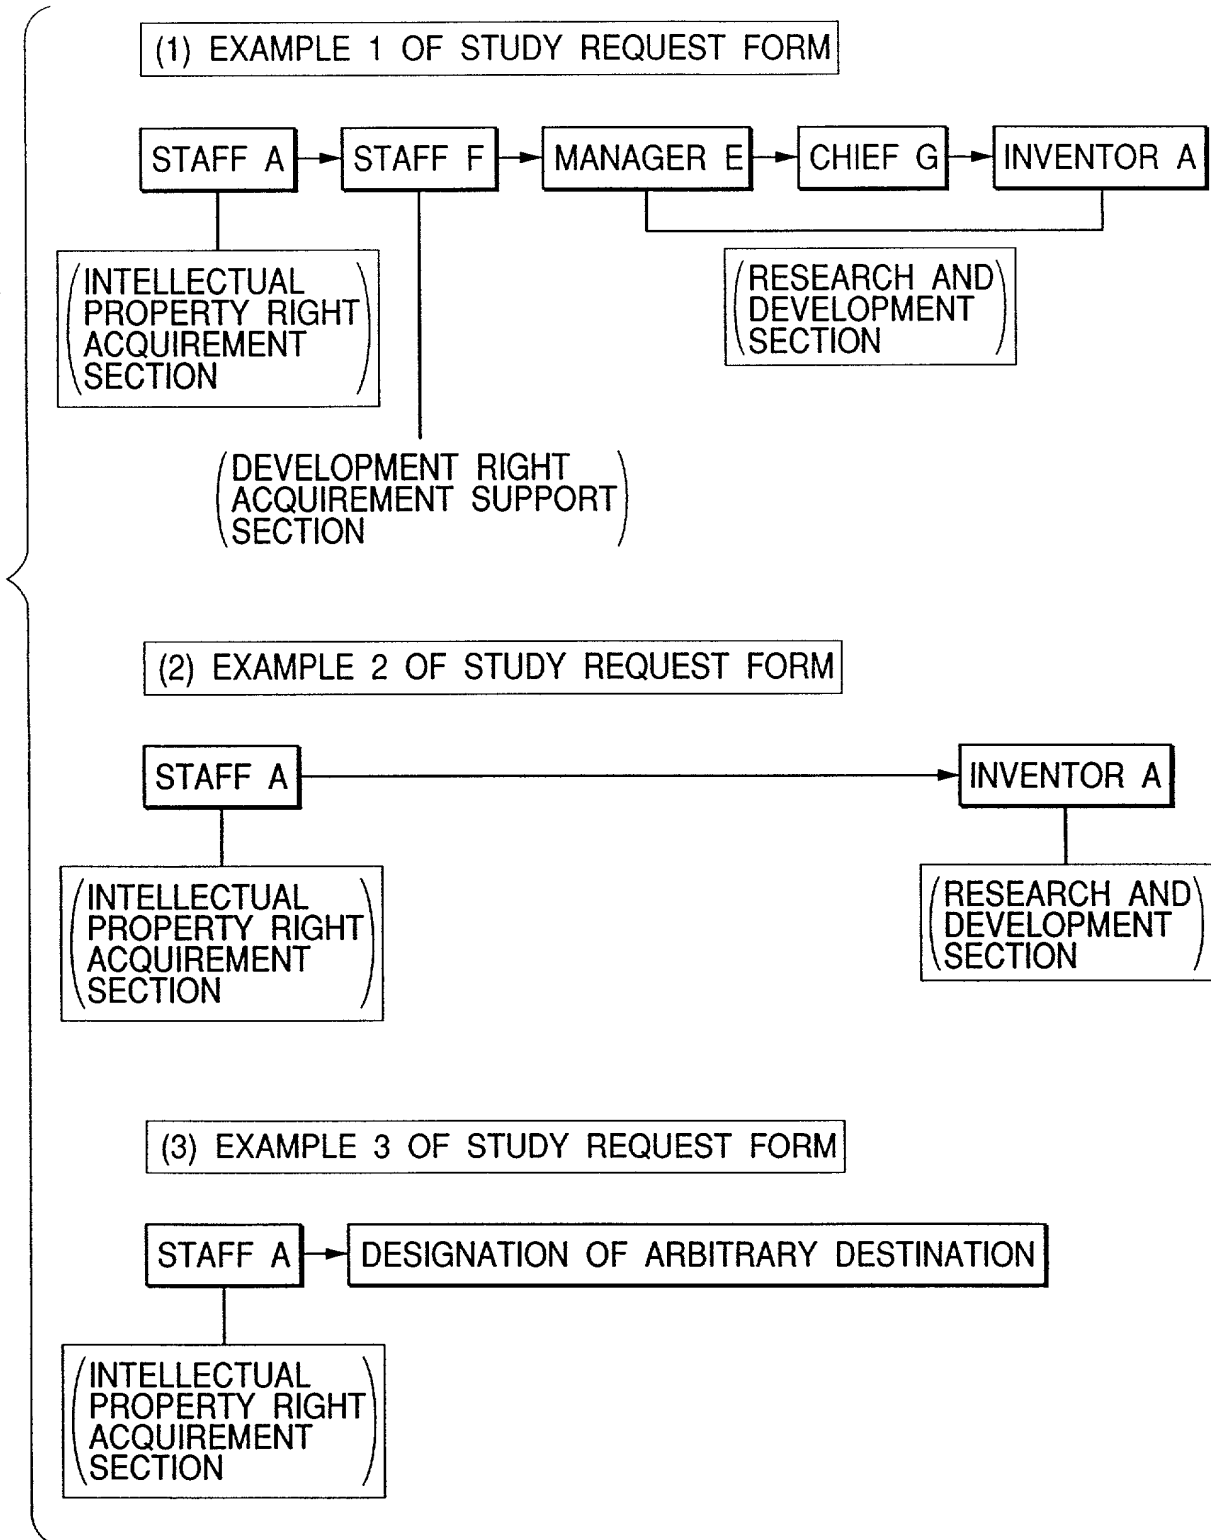 (1) EXAMPLE 1 OF STUDY REQUEST FORM
STAFF A
STAFF F
MANAGER E
CHIEF G
INVENTOR A
(INTELLECTUAL
PROPERTY RIGHT
ACQUIREMENT
SECTION)
(RESEARCH AND
DEVELOPMENT
SECTION)
(DEVELOPMENT RIGHT
ACQUIREMENT SUPPORT
SECTION)
(2) EXAMPLE 2 OF STUDY REQUEST FORM
STAFF A
INVENTOR A
(INTELLECTUAL
PROPERTY RIGHT
ACQUIREMENT
SECTION)
(RESEARCH AND
DEVELOPMENT
SECTION)
(3) EXAMPLE 3 OF STUDY REQUEST FORM
STAFF A
DESIGNATION OF ARBITRARY DESTINATION
(INTELLECTUAL
PROPERTY RIGHT
ACQUIREMENT
SECTION)